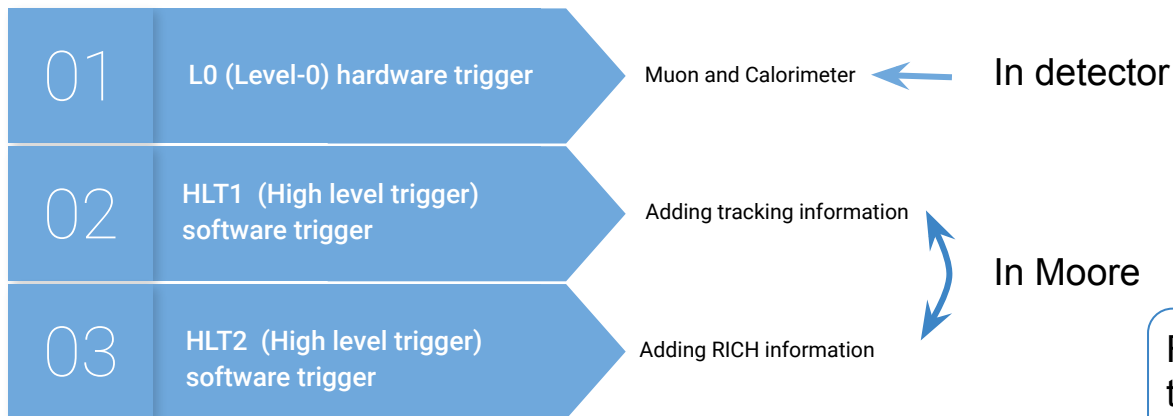 01
L0 (Level-0) hardware trigger
Muon and Calorimeter
In detector
02
HLT1 (High level trigger)
software trigger
Adding tracking information
In Moore
03
HLT2 (High level trigger)
software trigger
Adding RICH information